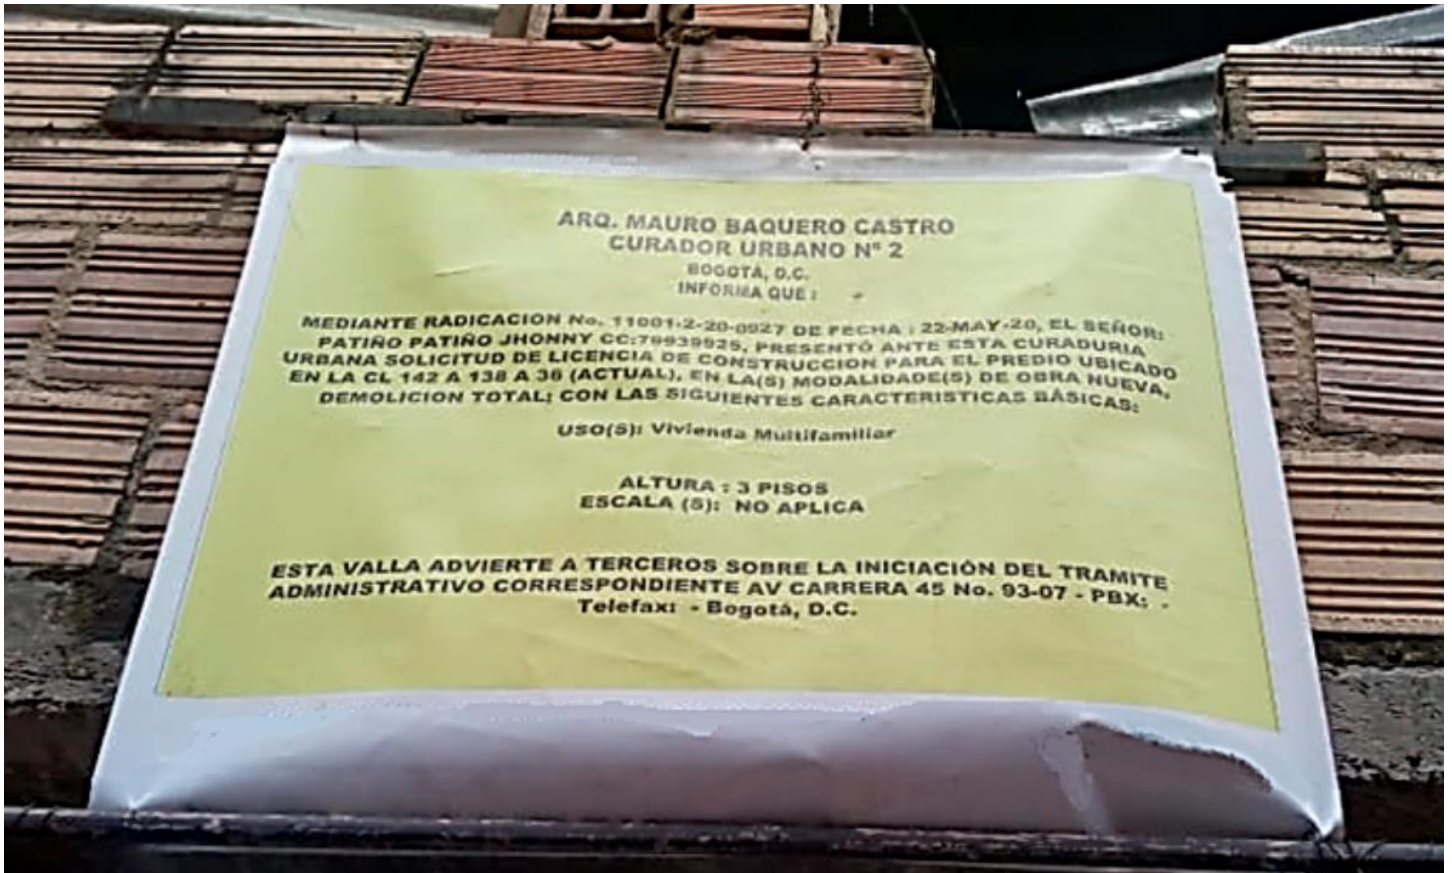 ARQ. MAURO BAQUERO CASTRO
CURADOR URBANO Nº 2
BOGOTÁ, D.C.
INFORMA QUE :
MEDIANTE RADICACION No. 11001-2-20-0927 DE FECHA : 22-MAY-20, EL SEÑOR:
PATIÑO PATIÑO JHONNY CC:79939925, PRESENTÓ ANTE ESTA CURADURIA
URBANA SOLICITUD DE LICENCIA DE CONSTRUCCION PARA EL PREDIO UBICADO
EN LA CL 142 A 138 A 36 (ACTUAL), EN LA(S) MODALIDADE(S) DE OBRA NUEVA,
DEMOLICION TOTAL; CON LAS SIGUIENTES CARACTERISTICAS BÁSICAS:
USO(S): Vivienda Multifamiliar
ALTURA : 3 PISOS
ESCALA (S): NO APLICA
ESTA VALLA ADVIERTE A TERCEROS SOBRE LA INICIACIÓN DEL TRAMITE
ADMINISTRATIVO CORRESPONDIENTE AV CARRERA 45 No. 93-07 - PBX: -
Telefax: - Bogotá, D.C.